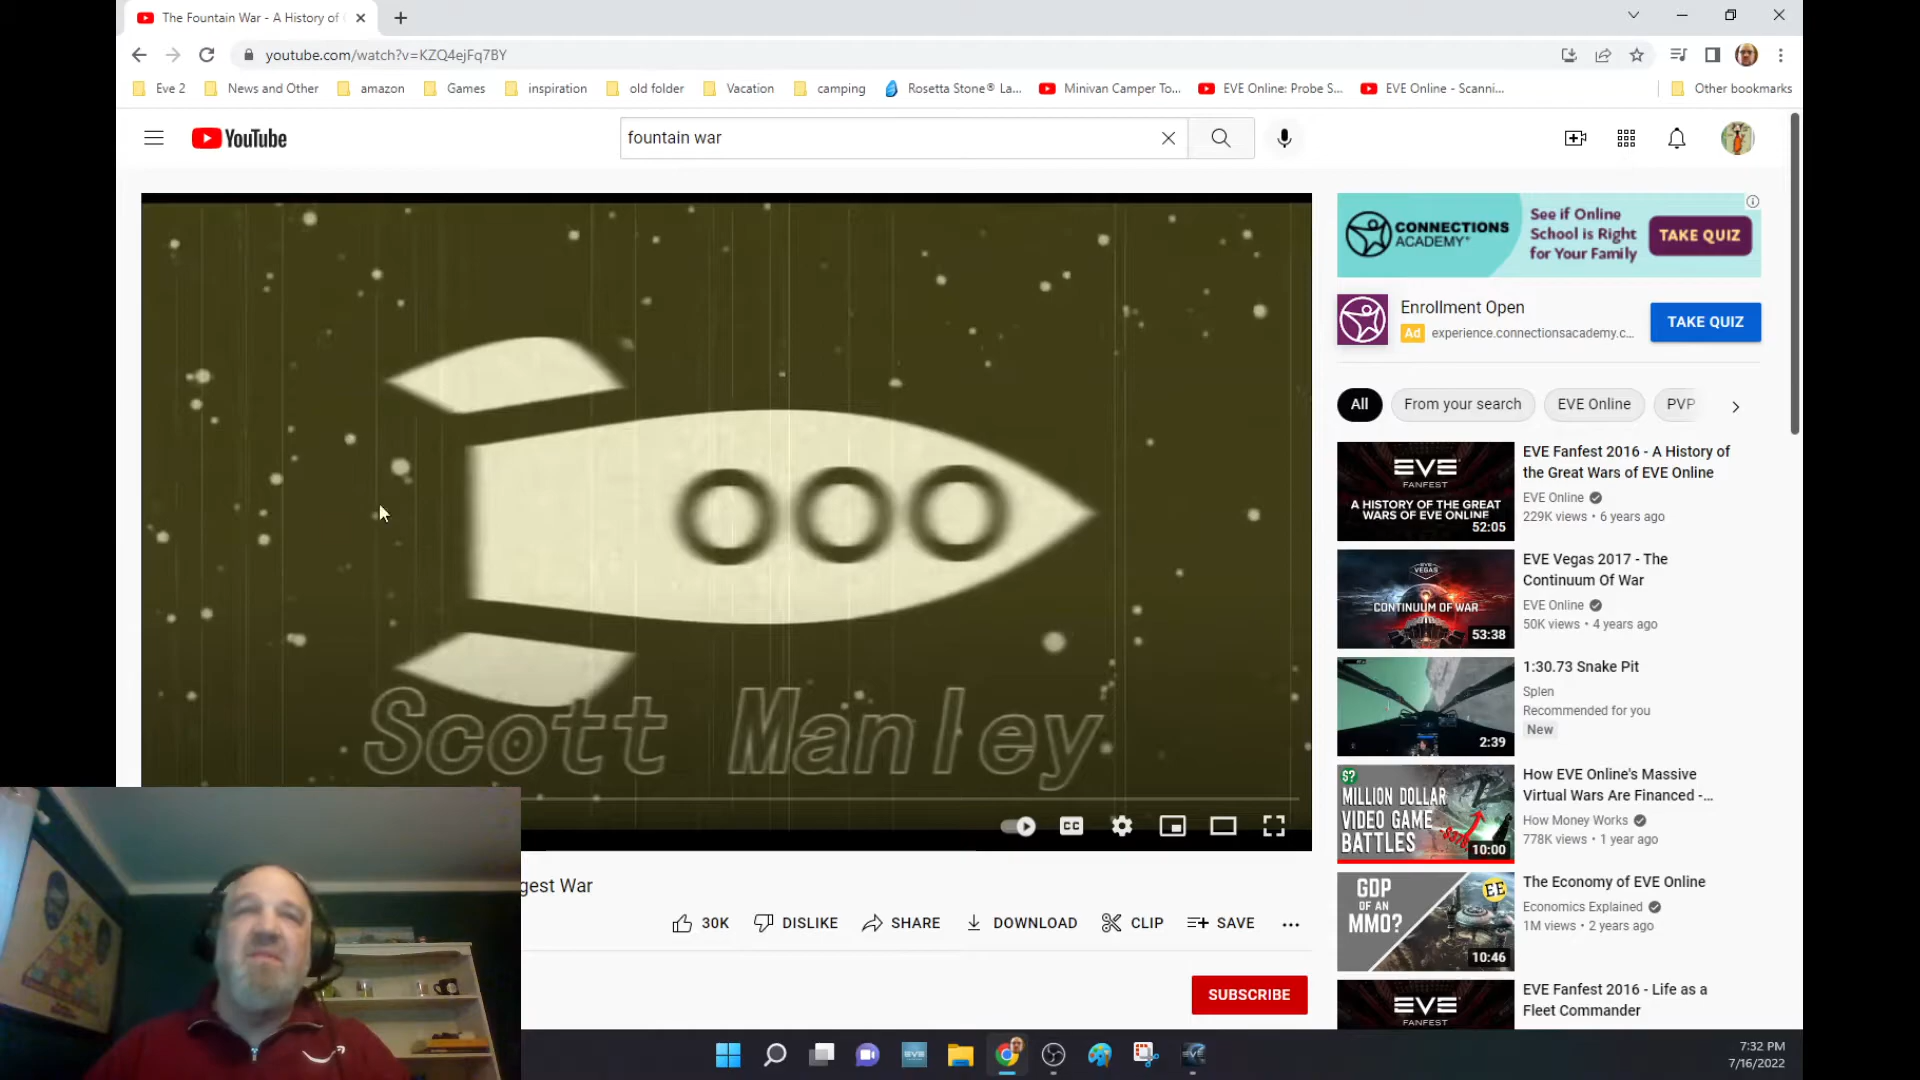 The Fountain War - A History of
youtube.com/watch?v=KZQ4ejFq7BY
Eve 2
News and Other
amazon
Games
inspiration
old folder
Vacation
camping
Rosetta Stone® La...
Minivan Camper To...
EVE Online: Probe S...
EVE Online - Scanni...
Other bookmarks
YouTube
fountain war
Scott Manley
gest War
30K
DISLIKE
SHARE
DOWNLOAD
CLIP
SAVE
SUBSCRIBE
CONNECTIONS
ACADEMY
See if Online
School is Right
for Your Family
TAKE QUIZ
Enrollment Open
Ad experience.connectionsacademy.c...
TAKE QUIZ
All
From your search
EVE Online
PVP
EVE
FANFEST
A HISTORY OF THE GREAT
WARS OF EVE ONLINE
52:05
EVE Fanfest 2016 - A History of
the Great Wars of EVE Online
EVE Online
229K views • 6 years ago
EVE
VEGAS
CONTINUUM OF WAR
53:38
EVE Vegas 2017 - The
Continuum Of War
EVE Online
50K views • 4 years ago
2:39
1:30.73 Snake Pit
Splen
Recommended for you
New
$?
MILLION DOLLAR
VIDEO GAME
BATTLES
10:00
How EVE Online's Massive
Virtual Wars Are Financed -...
How Money Works
778K views • 1 year ago
GDP
OF AN
MMO?
EE
10:46
The Economy of EVE Online
Economics Explained
1M views • 2 years ago
EVE
FANFEST
EVE Fanfest 2016 - Life as a
Fleet Commander
CC
EVE
7:32 PM
7/16/2022